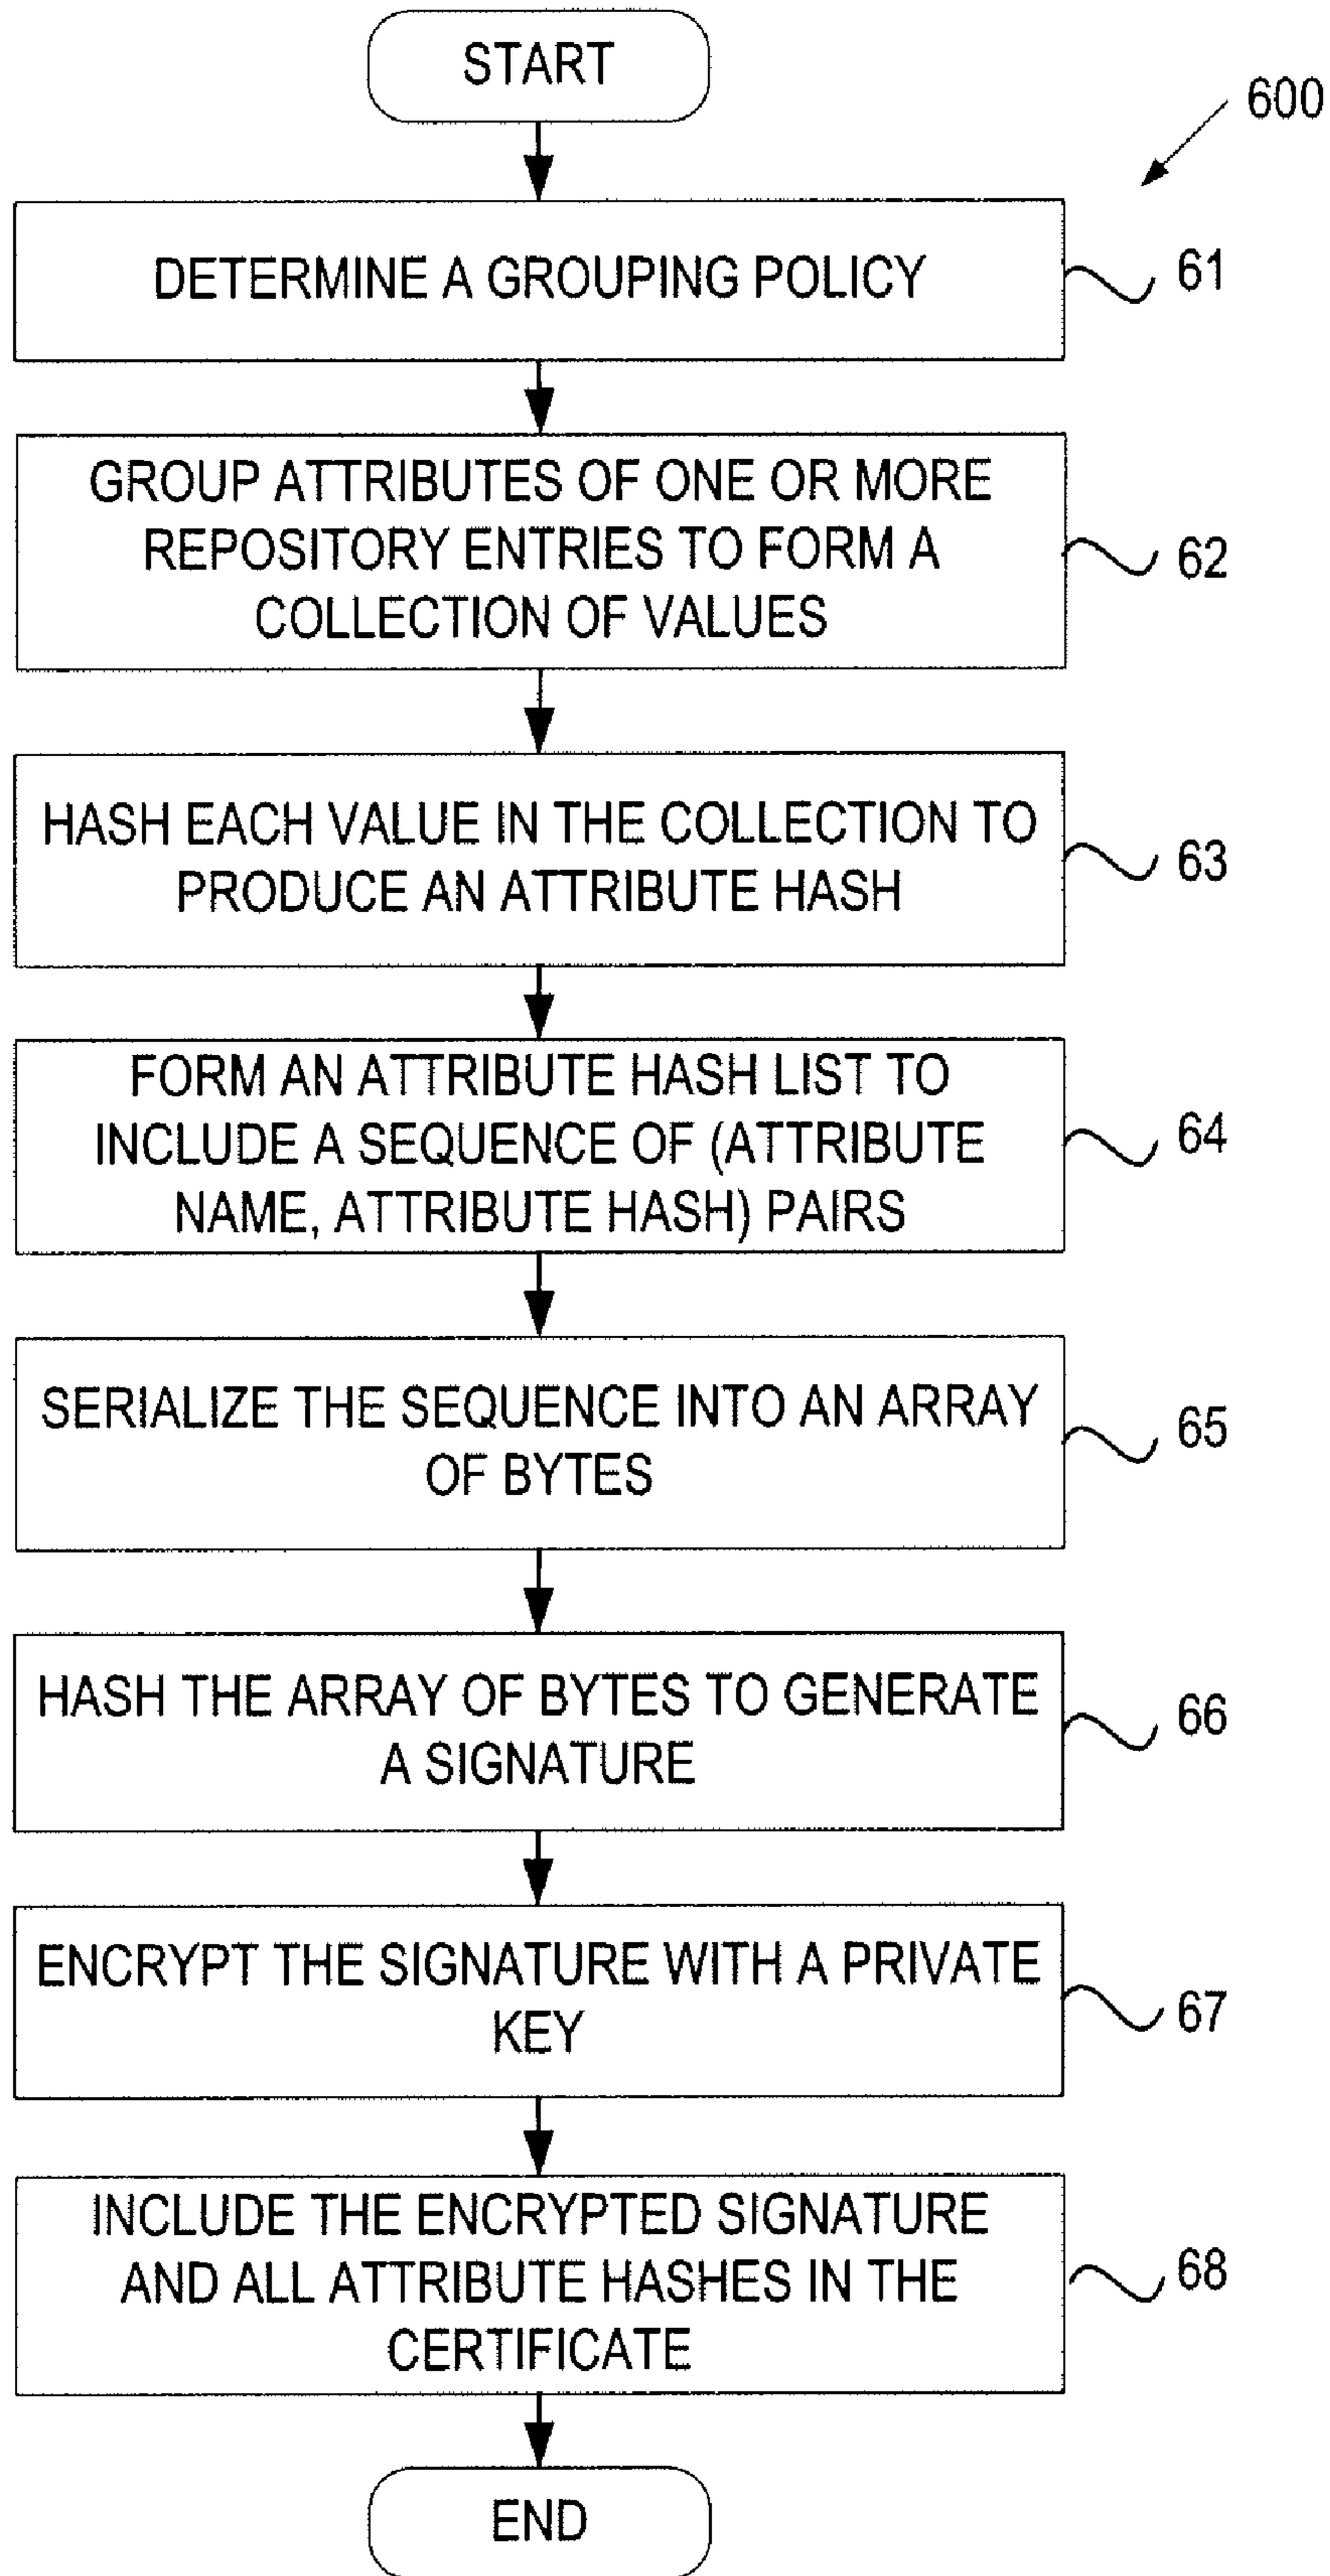 START
600
DETERMINE A GROUPING POLICY
61
GROUP ATTRIBUTES OF ONE OR MORE
REPOSITORY ENTRIES TO FORM A
COLLECTION OF VALUES
62
HASH EACH VALUE IN THE COLLECTION TO
PRODUCE AN ATTRIBUTE HASH
63
FORM AN ATTRIBUTE HASH LIST TO
INCLUDE A SEQUENCE OF (ATTRIBUTE
NAME, ATTRIBUTE HASH) PAIRS
64
SERIALIZE THE SEQUENCE INTO AN ARRAY
OF BYTES
65
HASH THE ARRAY OF BYTES TO GENERATE
A SIGNATURE
66
ENCRYPT THE SIGNATURE WITH A PRIVATE
KEY
67
INCLUDE THE ENCRYPTED SIGNATURE
AND ALL ATTRIBUTE HASHES IN THE
CERTIFICATE
68
END